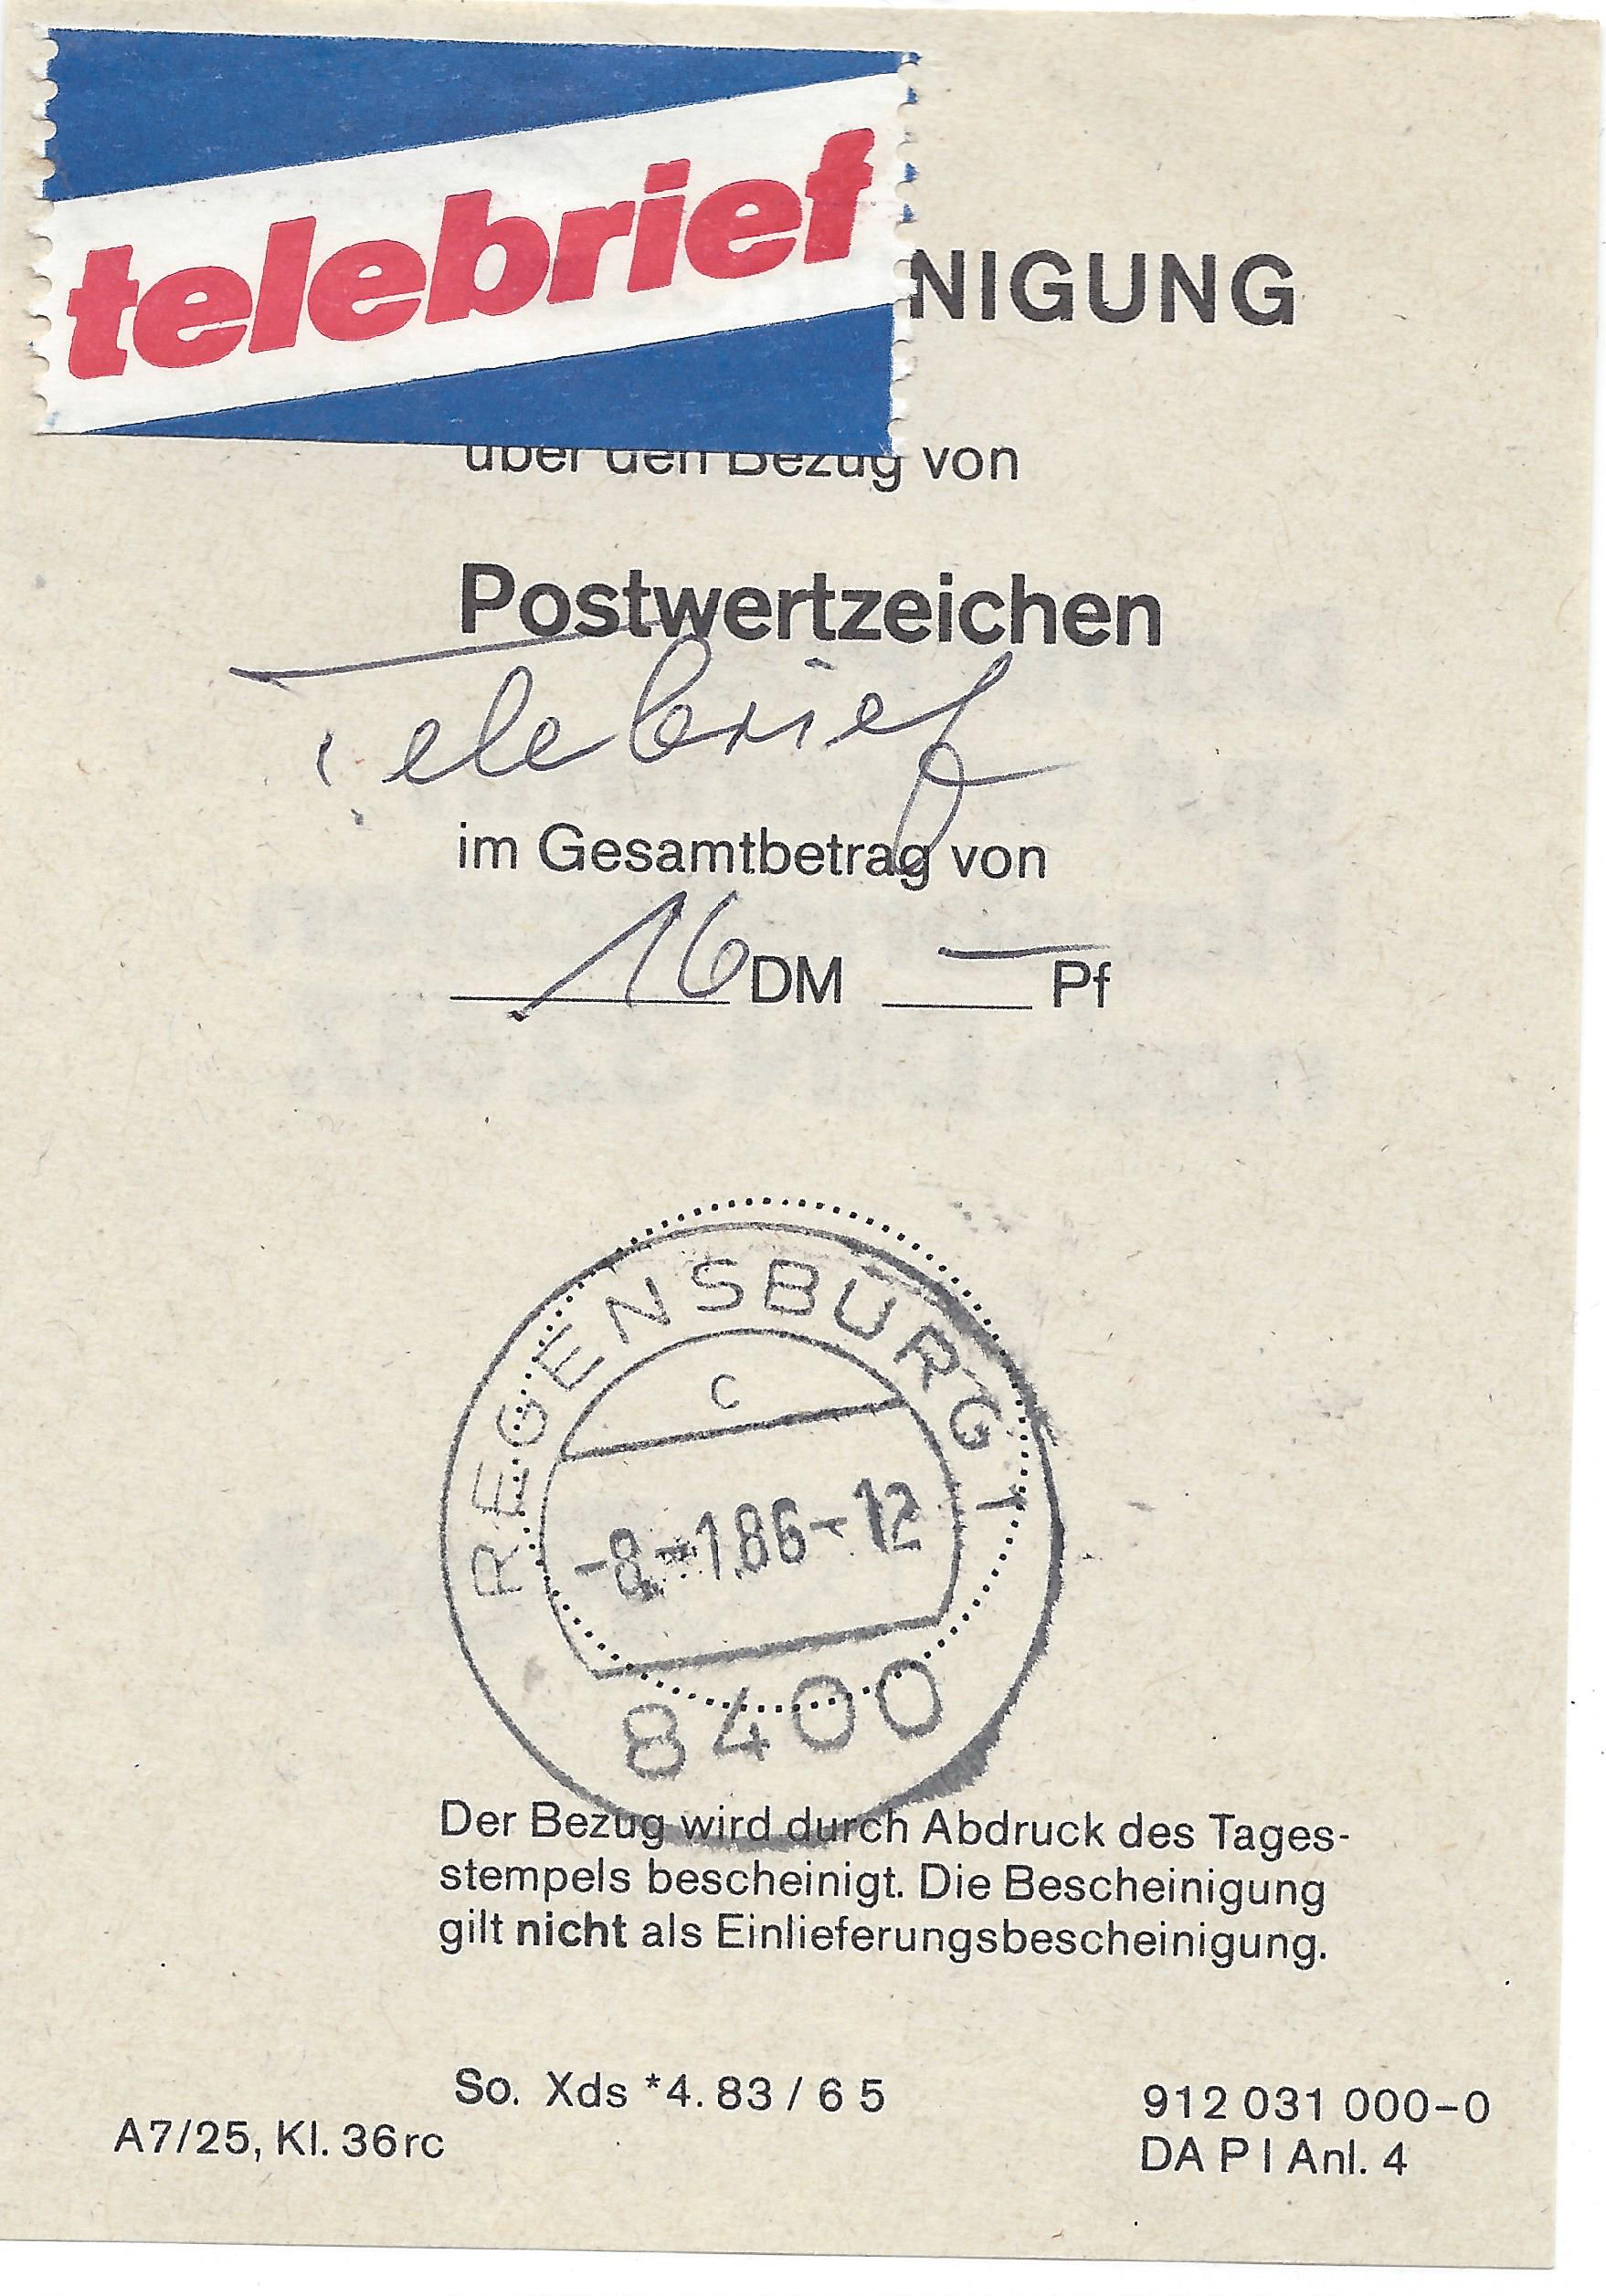 telebrief
NIGUNG
über den Bezug von
Postwertzeichen
Telebrief
im Gesamtbetrag von
16 DM — Pf
REGENSBURG 1
c
-8.-1.86-12
8400
Der Bezug wird durch Abdruck des Tages-
stempels bescheinigt. Die Bescheinigung
gilt nicht als Einlieferungsbescheinigung.
So. Xds *4. 83 / 6 5
912 031 000-0
A7/25, Kl. 36rc
DA P I Anl. 4